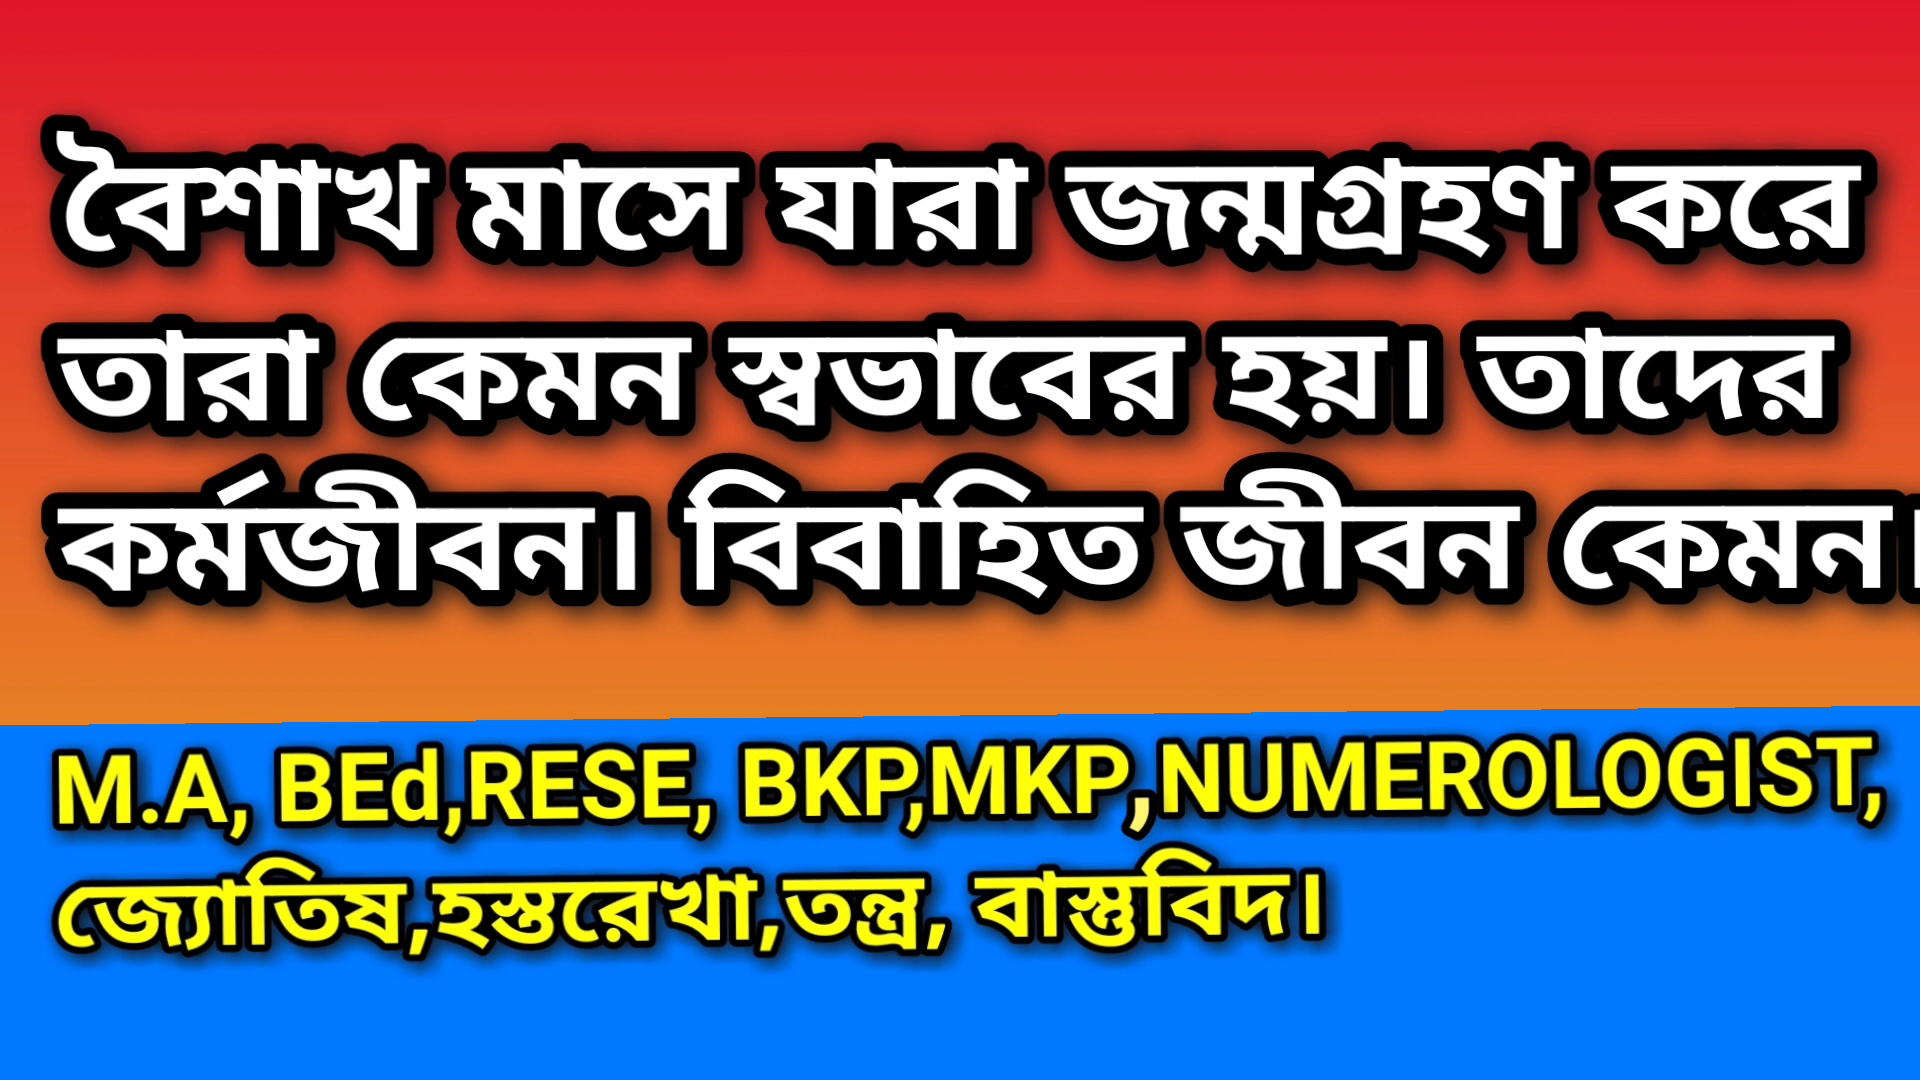 বৈশাখ মাসে যারা জন্মগ্রহণ করে
তারা কেমন স্বভাবের হয়। তাদের
কর্মজীবন। বিবাহিত জীবন কেমন।
M.A, BEd,RESE, BKP,MKP,NUMEROLOGIST,
জ্যোতিষ,হস্তরেখা,তন্ত্র, বাস্তুবিদ।